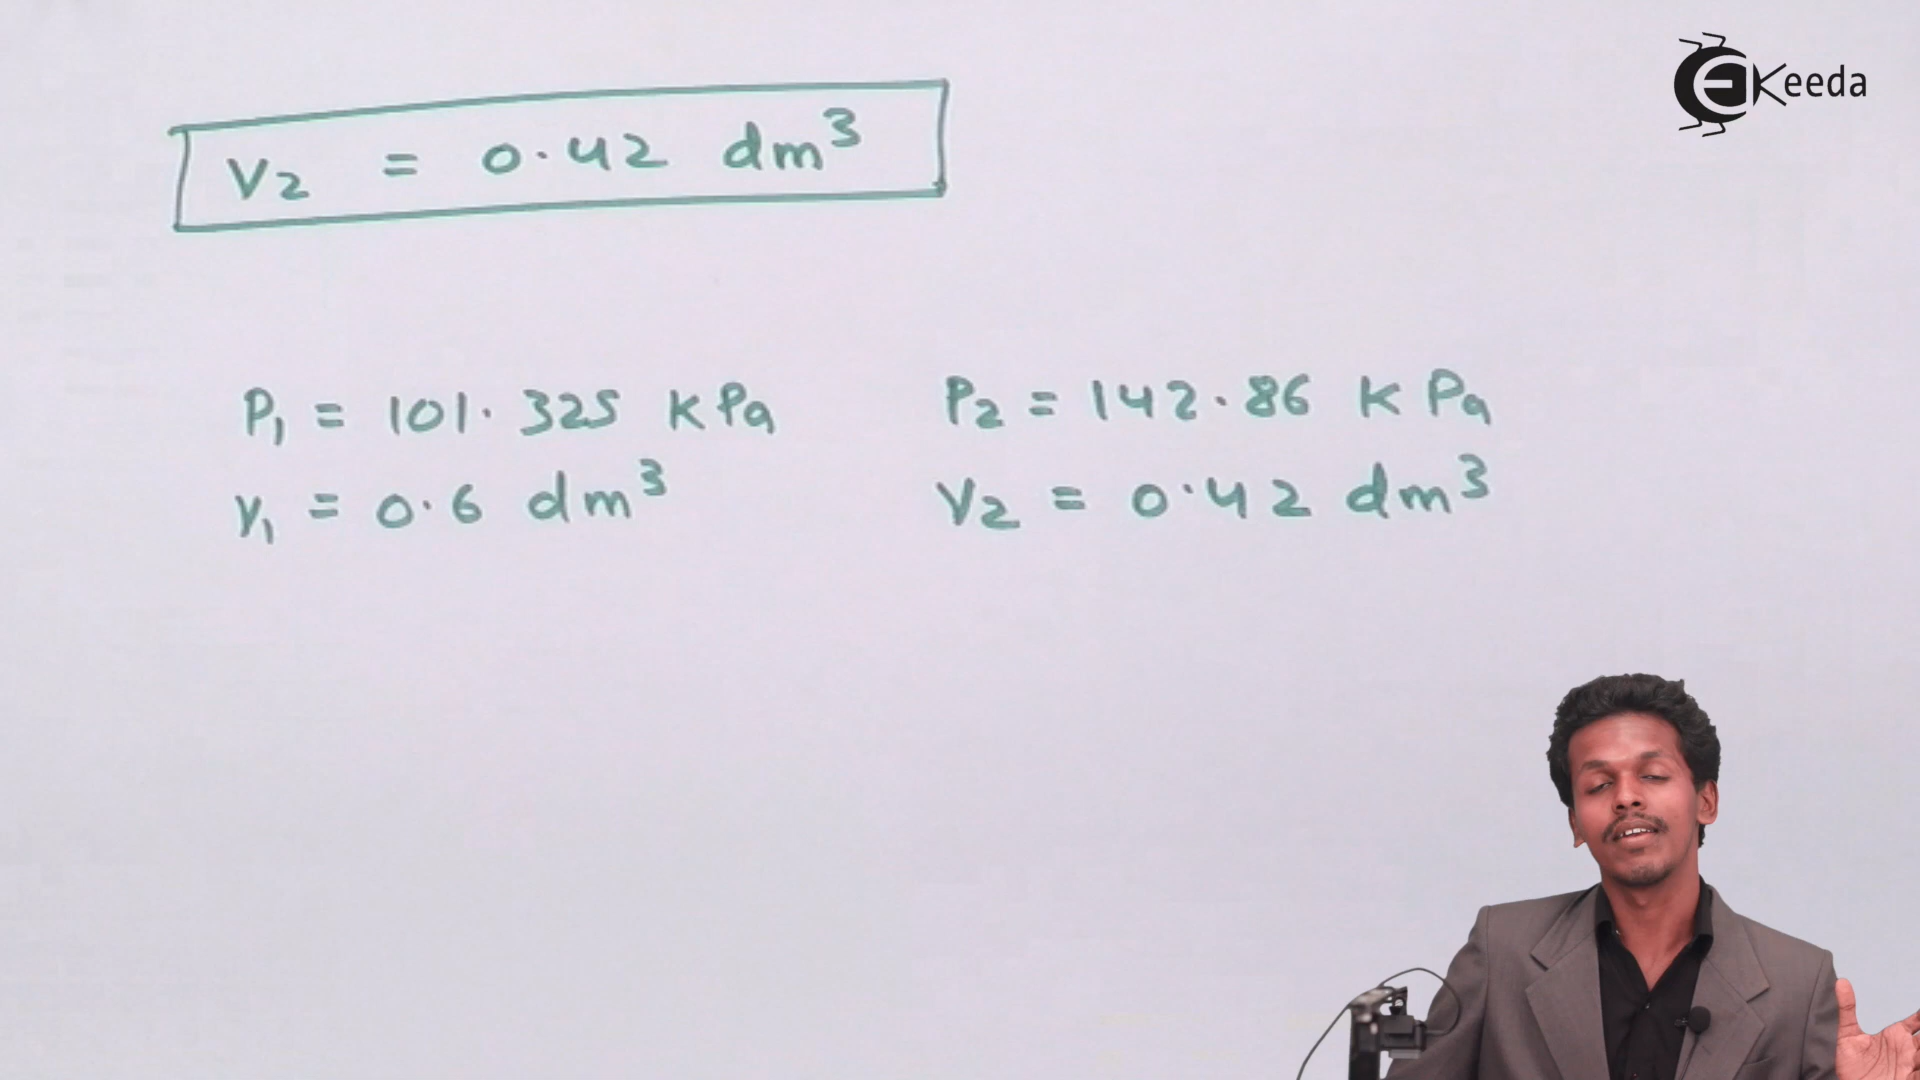 Keeda
V2 = 0.42 dm³
P₁ = 101.325 KPa
V₁ = 0.6 dm³
P2 = 142.86 KPa
V2 = 0.42 dm³